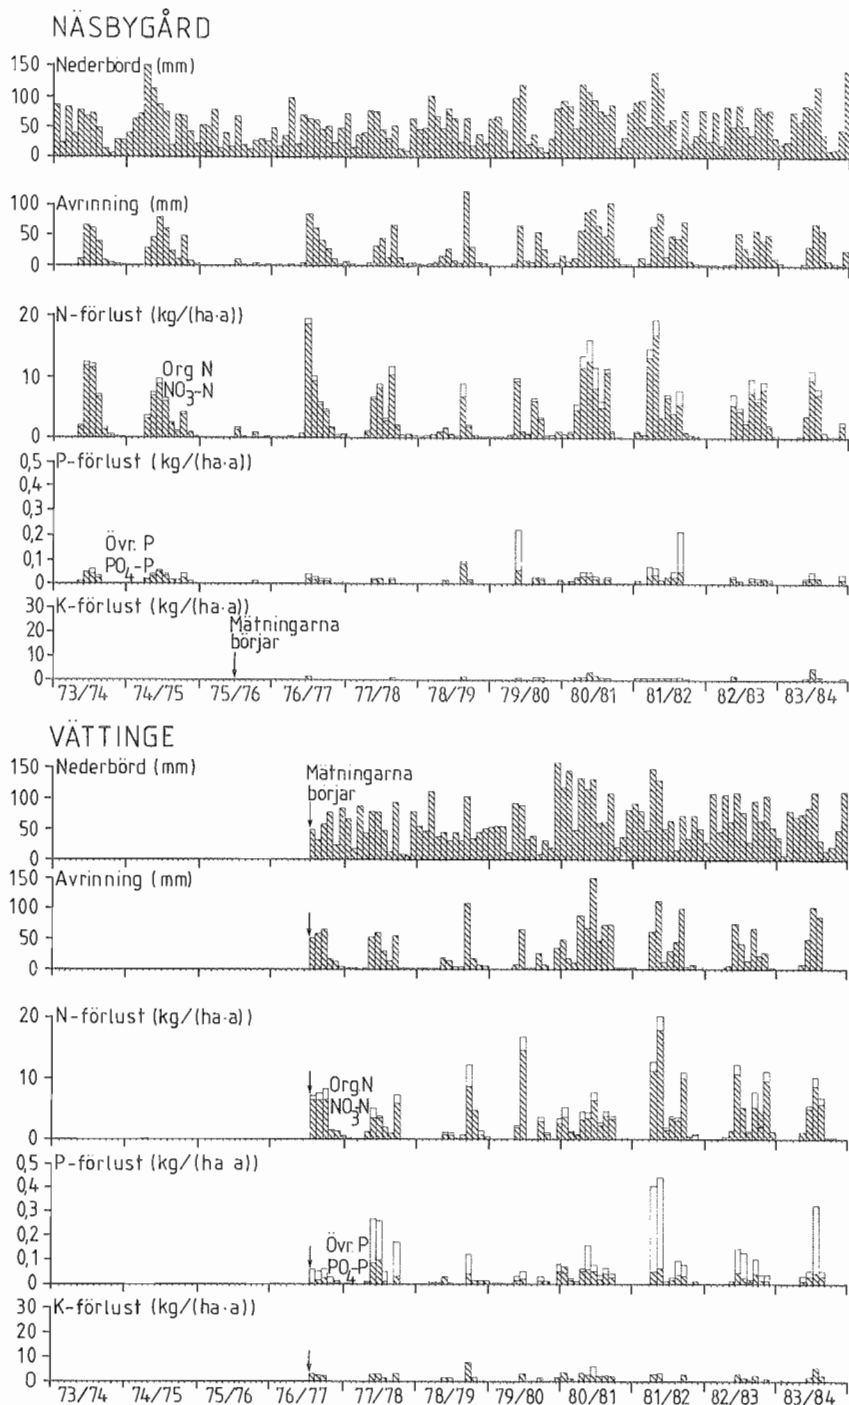 NÄSBYGÅRD
Nederbörd (mm)
150
100
50
0
Avrinning (mm)
100
50
0
N-förlust (kg/(ha·a))
20
10
0
Org N
NO3-N
P-förlust (kg/(ha·a))
0,5
0,4
0,3
0,2
0,1
0
Övr. P
PO4-P
K-förlust (kg/(ha·a))
30
20
10
0
Mätningarna
börjar
73/74 74/75 75/76 76/77 77/78 78/79 79/80 80/81 81/82 82/83 83/84
VÄTTINGE
Nederbörd (mm)
150
100
50
0
Mätningarna
börjar
Avrinning (mm)
150
100
50
0
N-förlust (kg/(ha·a))
20
10
0
Org N
NO3N
P-förlust (kg/(ha a))
0,5
0,4
0,3
0,2
0,1
0
Övr P
PO4-P
K-förlust (kg/(ha·a))
30
20
10
0
73/74 74/75 75/76 76/77 77/78 78/79 79/80 80/81 81/82 82/83 83/84